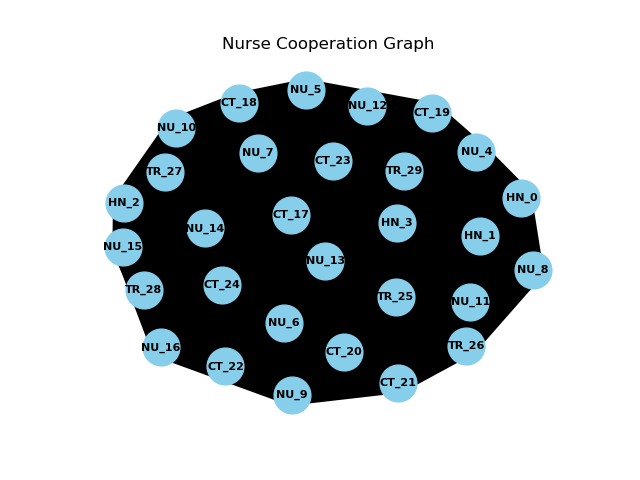 Nurse Cooperation Graph
NU_5
CT_18
NU_12
CT_19
NU_10
NU_7
NU_4
CT_23
TR_29
TR_27
HN_0
HN_2
CT_17
HN_3
NU_14
HN_1
NU_15
NU_13
NU_8
CT_24
TR_28
TR_25
NU_11
NU_6
TR_26
NU_16
CT_20
CT_22
CT_21
NU_9